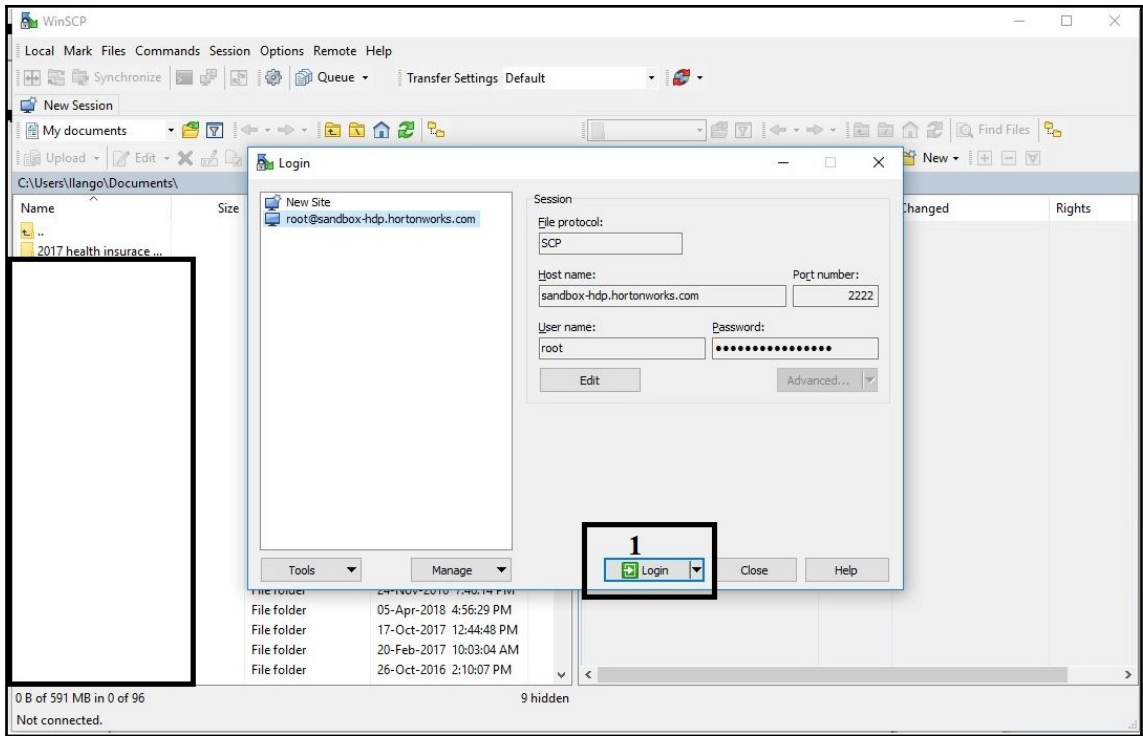 WinSCP
Local Mark Files Commands Session Options Remote Help
Synchronize Queue Transfer Settings Default
New Session
My documents Find Files
Upload Edit New
C:\Users\llango\Documents\
Name Size Changed Rights
..
2017 health insurace ...
Login
New Site
root@sandbox-hdp.hortonworks.com
Session
File protocol:
SCP
Host name: Port number:
sandbox-hdp.hortonworks.com 2222
User name: Password:
root ••••••••••••••••
Edit Advanced...
1
Tools Manage Login Close Help
File folder 05-Apr-2018 4:56:29 PM
File folder 17-Oct-2017 12:44:48 PM
File folder 20-Feb-2017 10:03:04 AM
File folder 26-Oct-2016 2:10:07 PM
0 B of 591 MB in 0 of 96 9 hidden
Not connected.